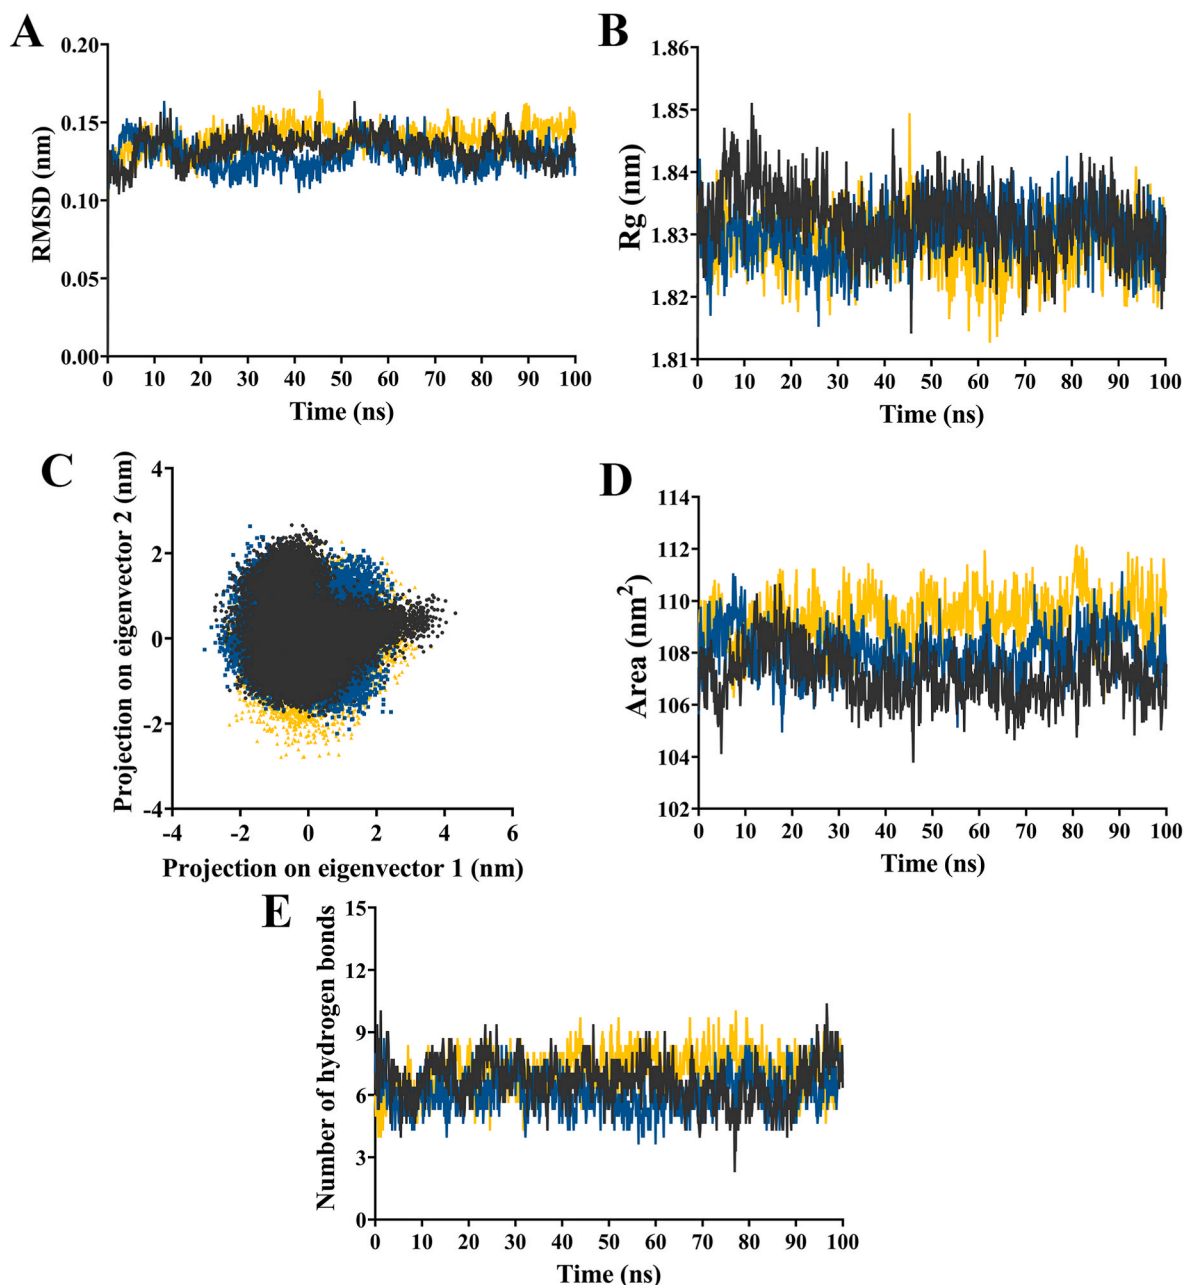 A
RMSD (nm)
0.20
0.15
0.10
0.05
0.00
0 10 20 30 40 50 60 70 80 90 100
Time (ns)
B
Rg (nm)
1.86
1.85
1.84
1.83
1.82
1.81
0 10 20 30 40 50 60 70 80 90 100
Time (ns)
C
Projection on eigenvector 2 (nm)
4
2
0
-2
-4
-4 -2 0 2 4 6
Projection on eigenvector 1 (nm)
D
Area (nm²)
114
112
110
108
106
104
102
0 10 20 30 40 50 60 70 80 90 100
Time (ns)
E
Number of hydrogen bonds
15
12
9
6
3
0
0 10 20 30 40 50 60 70 80 90 100
Time (ns)